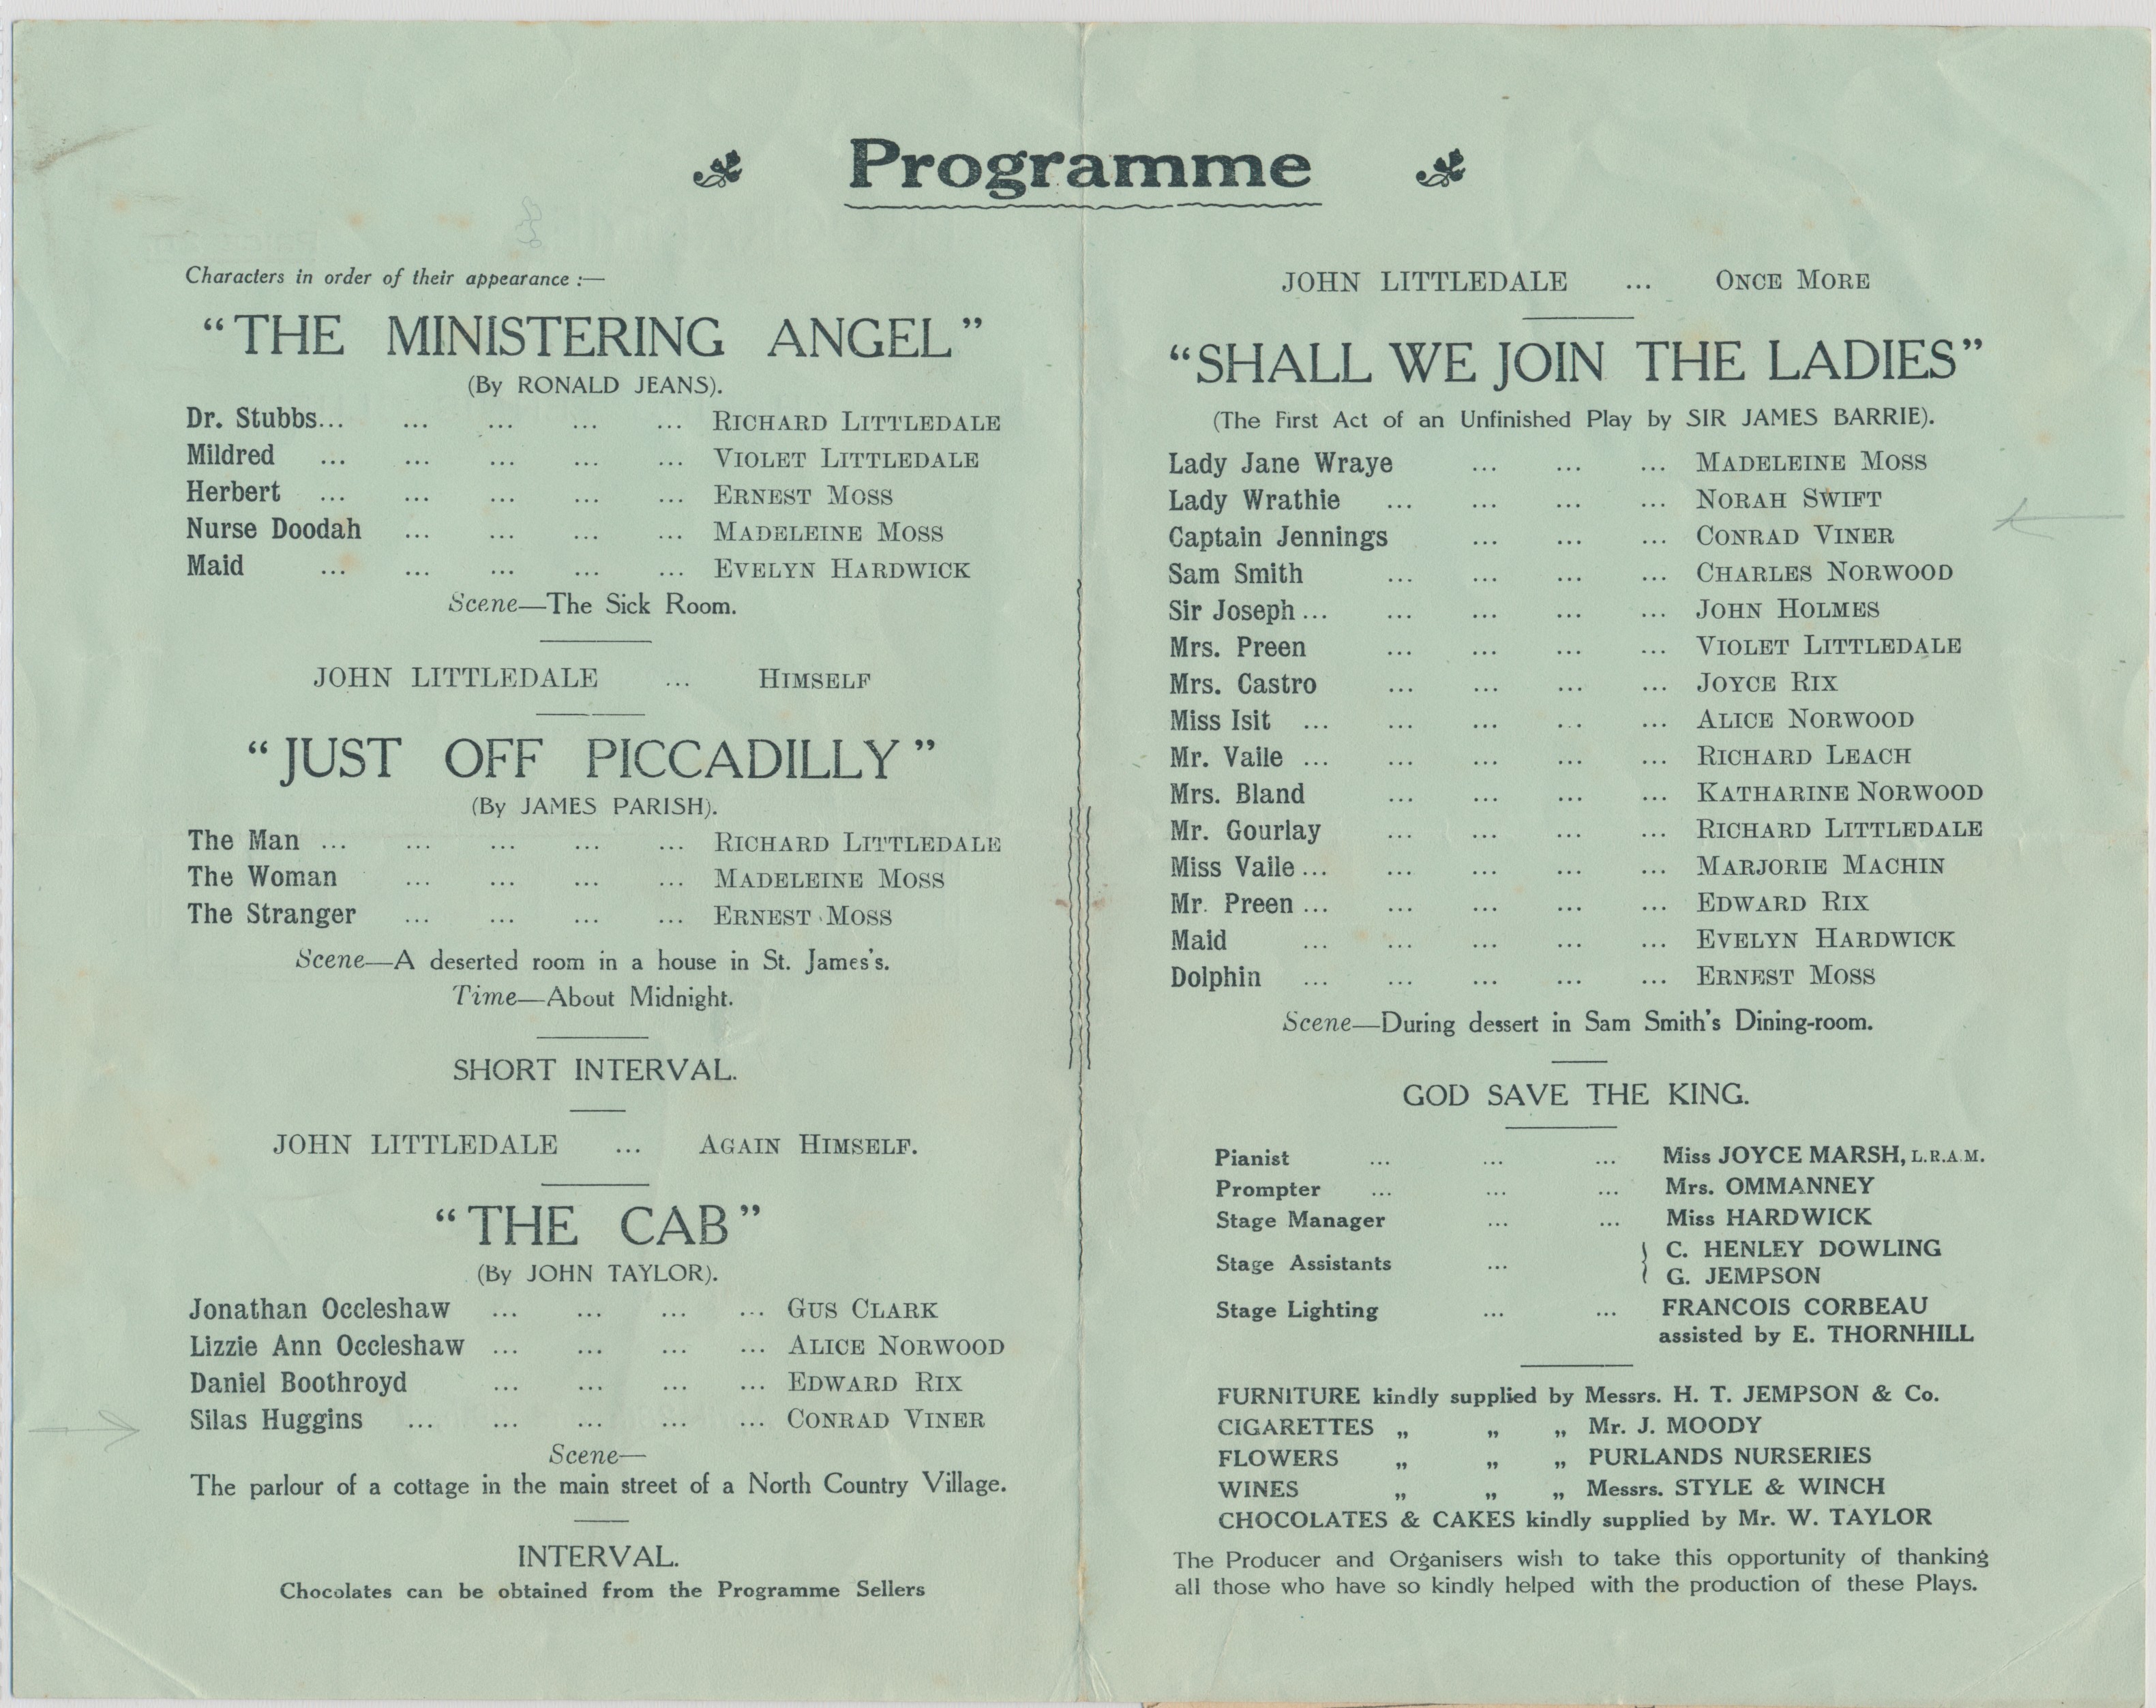 Programme
Characters in order of their appearance :—
“THE MINISTERING ANGEL”
(By RONALD JEANS).
Dr. Stubbs... ... ... ... ... RICHARD LITTLEDALE
Mildred ... ... ... ... ... VIOLET LITTLEDALE
Herbert ... ... ... ... ... ERNEST MOSS
Nurse Doodah ... ... ... ... MADELEINE MOSS
Maid ... ... ... ... ... EVELYN HARDWICK
Scene—The Sick Room.
JOHN LITTLEDALE ... HIMSELF
“JUST OFF PICCADILLY”
(By JAMES PARISH).
The Man ... ... ... ... ... RICHARD LITTLEDALE
The Woman ... ... ... ... MADELEINE MOSS
The Stranger ... ... ... ... ERNEST MOSS
Scene—A deserted room in a house in St. James's.
Time—About Midnight.
SHORT INTERVAL.
JOHN LITTLEDALE ... AGAIN HIMSELF.
“THE CAB”
(By JOHN TAYLOR).
Jonathan Occleshaw ... ... ... ... GUS CLARK
Lizzie Ann Occleshaw ... ... ... ... ALICE NORWOOD
Daniel Boothroyd ... ... ... ... EDWARD RIX
Silas Huggins ... ... ... ... ... CONRAD VINER
Scene—
The parlour of a cottage in the main street of a North Country Village.
INTERVAL.
Chocolates can be obtained from the Programme Sellers
JOHN LITTLEDALE ... ONCE MORE
“SHALL WE JOIN THE LADIES”
(The First Act of an Unfinished Play by SIR JAMES BARRIE).
Lady Jane Wraye ... ... ... MADELEINE MOSS
Lady Wrathie ... ... ... ... NORAH SWIFT
Captain Jennings ... ... ... CONRAD VINER
Sam Smith ... ... ... ... CHARLES NORWOOD
Sir Joseph ... ... ... ... ... JOHN HOLMES
Mrs. Preen ... ... ... ... VIOLET LITTLEDALE
Mrs. Castro ... ... ... ... JOYCE RIX
Miss Isit ... ... ... ... ... ALICE NORWOOD
Mr. Vaile ... ... ... ... ... RICHARD LEACH
Mrs. Bland ... ... ... ... KATHARINE NORWOOD
Mr. Gourlay ... ... ... ... RICHARD LITTLEDALE
Miss Vaile ... ... ... ... ... MARJORIE MACHIN
Mr. Preen ... ... ... ... ... EDWARD RIX
Maid ... ... ... ... ... EVELYN HARDWICK
Dolphin ... ... ... ... ... ERNEST MOSS
Scene—During dessert in Sam Smith's Dining-room.
GOD SAVE THE KING.
Pianist ... ... ... Miss JOYCE MARSH, L.R.A.M.
Prompter ... ... ... Mrs. OMMANNEY
Stage Manager ... ... Miss HARDWICK
Stage Assistants ... { C. HENLEY DOWLING
G. JEMPSON
Stage Lighting ... ... FRANCOIS CORBEAU
assisted by E. THORNHILL
FURNITURE kindly supplied by Messrs. H. T. JEMPSON & Co.
CIGARETTES „ „ „ Mr. J. MOODY
FLOWERS „ „ „ PURLANDS NURSERIES
WINES „ „ „ Messrs. STYLE & WINCH
CHOCOLATES & CAKES kindly supplied by Mr. W. TAYLOR
The Producer and Organisers wish to take this opportunity of thanking
all those who have so kindly helped with the production of these Plays.